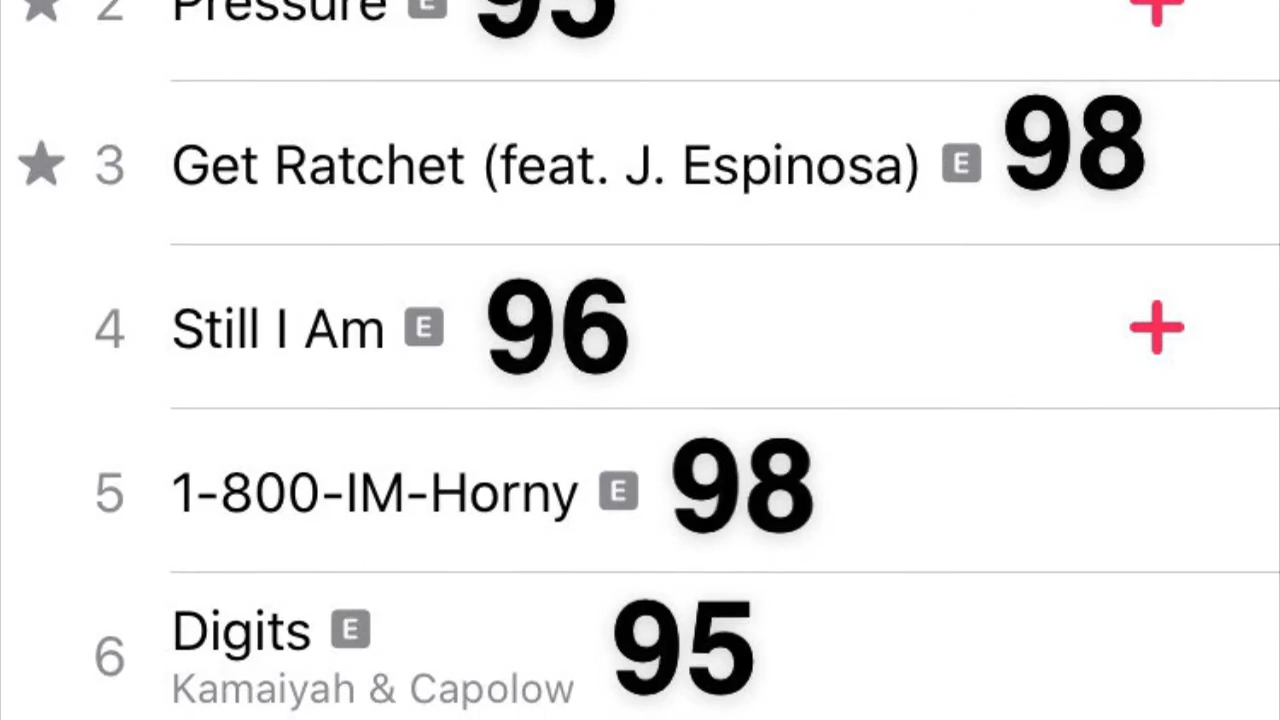 2 Pressure E 95
3 Get Ratchet (feat. J. Espinosa) E 98
4 Still I Am E 96
5 1-800-IM-Horny E 98
6 Digits E 95
Kamaiyah & Capolow